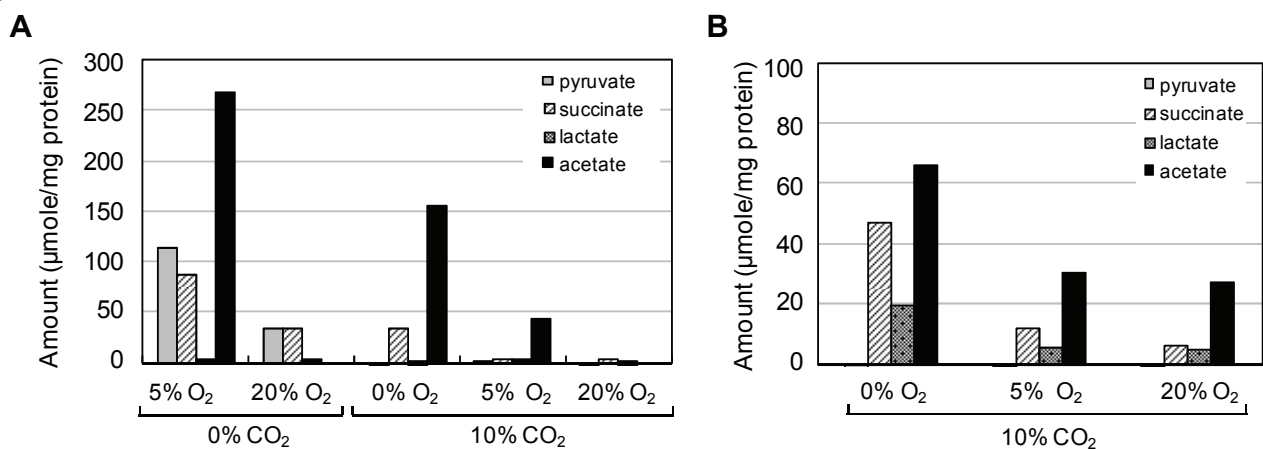 A
Amount (µmole/mg protein)
300
250
200
150
100
50
0
pyruvate
succinate
lactate
acetate
5% O₂ 20% O₂ 0% O₂ 5% O₂ 20% O₂
0% CO₂ 10% CO₂
B
Amount (µmole/mg protein)
100
80
60
40
20
0
pyruvate
succinate
lactate
acetate
0% O₂ 5% O₂ 20% O₂
10% CO₂